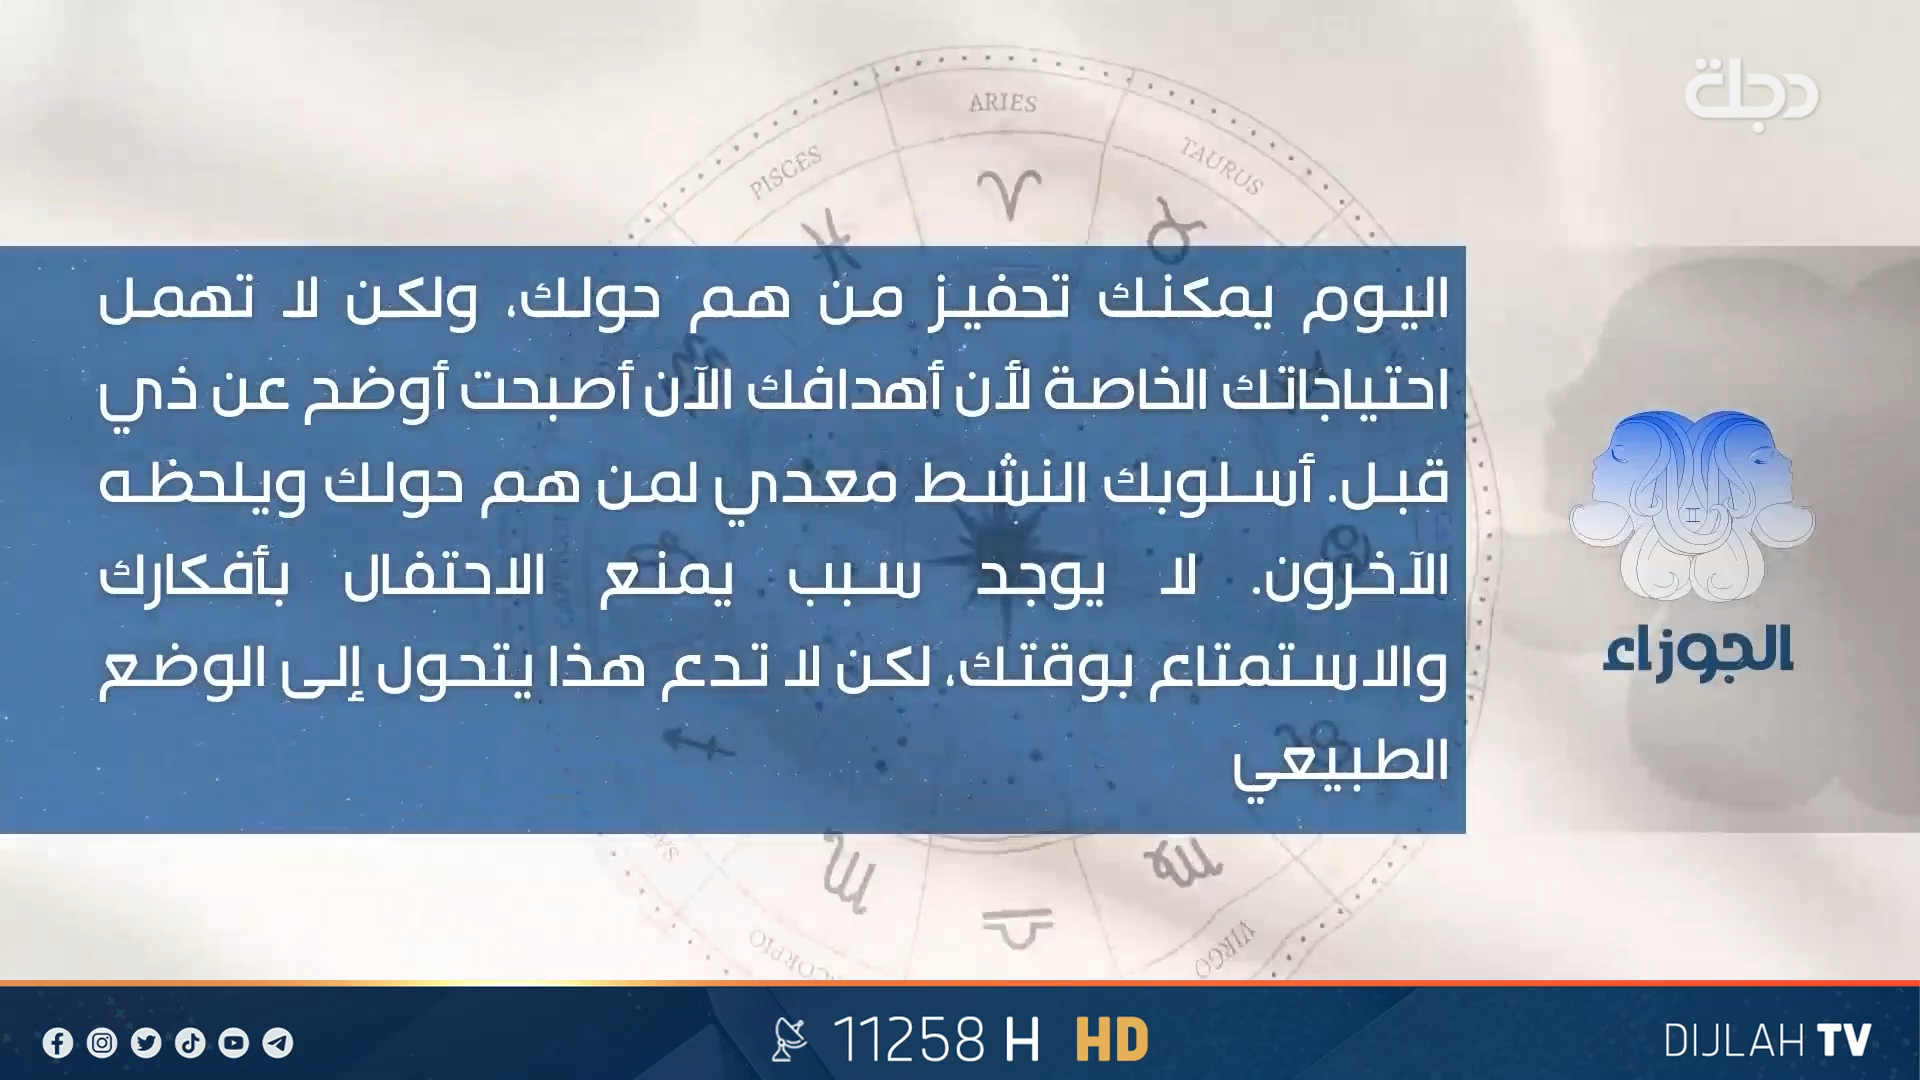 دجلة
ARIES
PISCES
TAURUS
اليوم يمكنك تحفيز من هم حولك، ولكن لا تهمل
احتياجاتك الخاصة لأن أهدافك الآن أصبحت أوضح عن ذي
قبل. أسلوبك النشط معدي لمن هم حولك ويلحظه
الآخرون. لا يوجد سبب يمنع الاحتفال بأفكارك
والاستمتاع بوقتك، لكن لا تدع هذا يتحول إلى الوضع
الطبيعي
الجوزاء
VIRGO
11258 H HD
DIJLAH TV